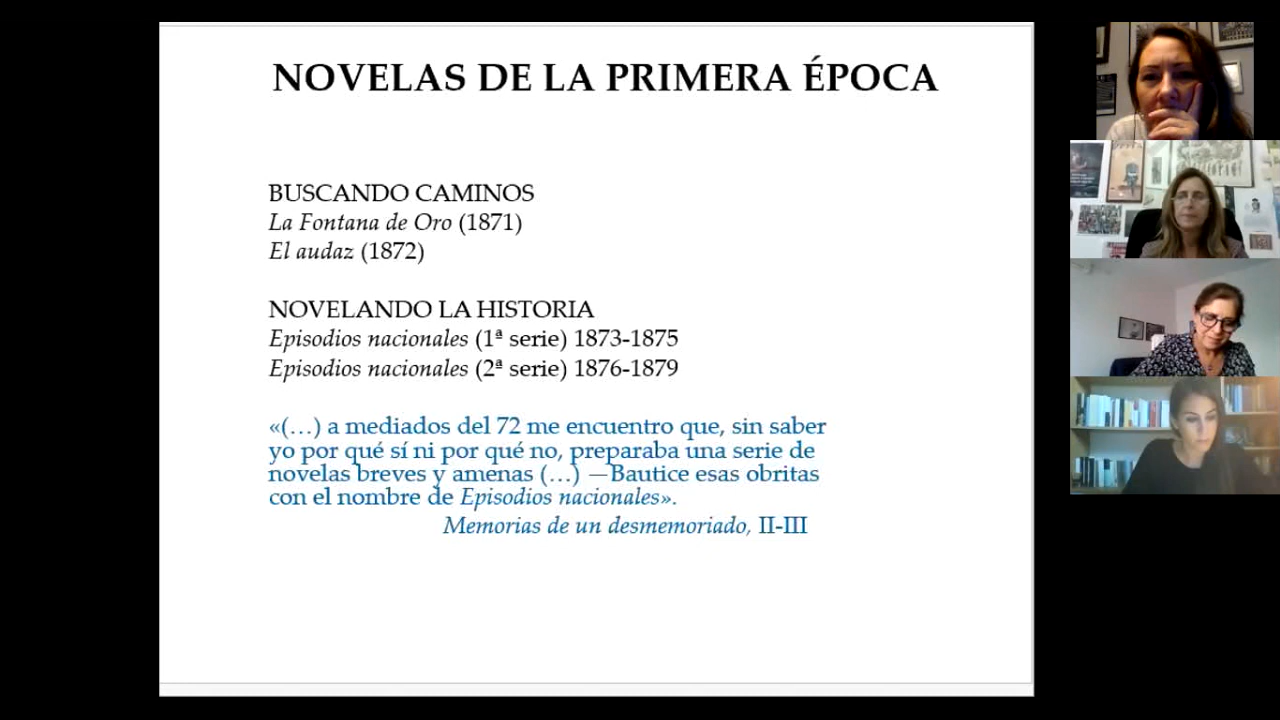 NOVELAS DE LA PRIMERA ÉPOCA
BUSCANDO CAMINOS
La Fontana de Oro (1871)
El audaz (1872)
NOVELANDO LA HISTORIA
Episodios nacionales (1ª serie) 1873-1875
Episodios nacionales (2ª serie) 1876-1879
«(…) a mediados del 72 me encuentro que, sin saber
yo por qué sí ni por qué no, preparaba una serie de
novelas breves y amenas (…) —Bautice esas obritas
con el nombre de Episodios nacionales».
Memorias de un desmemoriado, II-III